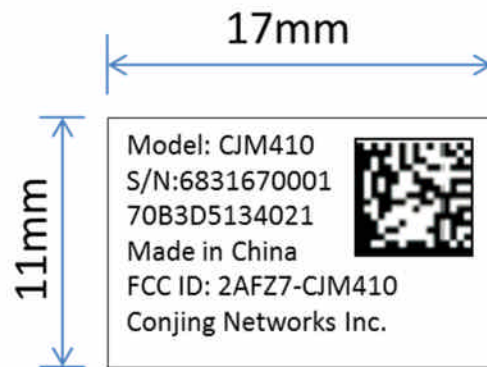 17mm
11mm
Model: CJM410
S/N:6831670001
70B3D5134021
Made in China
FCC ID: 2AFZ7-CJM410
Conjing Networks Inc.